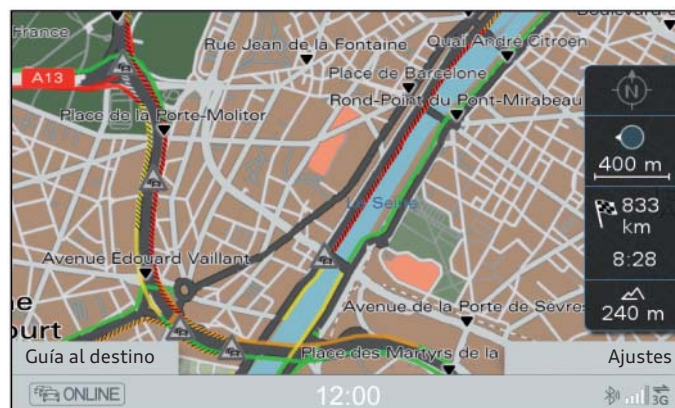 France
Rue Jean de la Fontaine
Quai André Citroën
A13
Place de Barcelone
Rond-Point du Pont-Mirabeau
Place de la Porte-Molitor
N
400 m
La Seine
833
km
Avenue Edouard Vaillant
8:28
Avenue de la Porte de Sèvres
240 m
ourt
Guía al destino
Place des Martyrs de la
Ajustes
ONLINE
12:00
3G